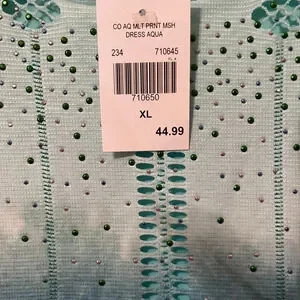 CO AQ MLT PRNT MSH
DRESS AQUA
234 710645
710650
XL
44.99